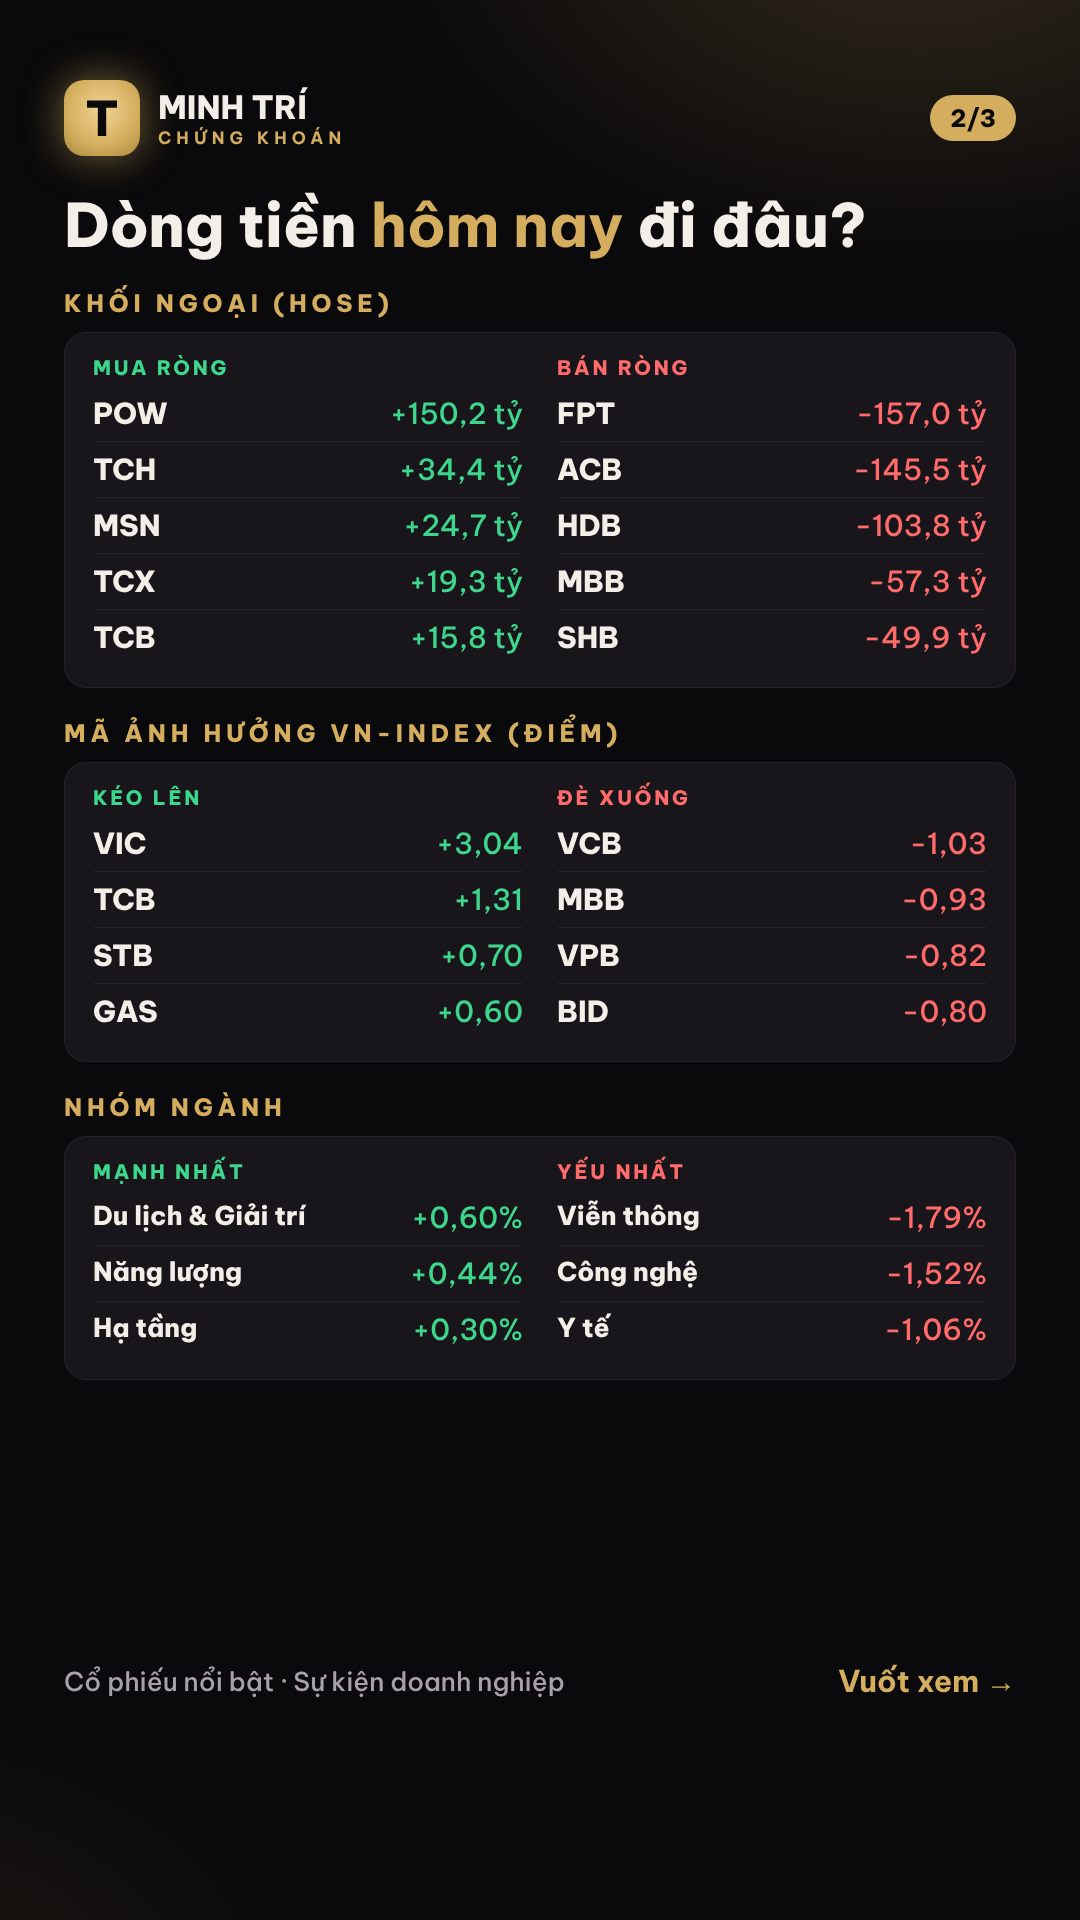 T
MINH TRÍ
CHỨNG KHOÁN
2/3
Dòng tiền hôm nay đi đâu?
KHỐI NGOẠI (HOSE)
MUA RÒNG
POW +150,2 tỷ
TCH +34,4 tỷ
MSN +24,7 tỷ
TCX +19,3 tỷ
TCB +15,8 tỷ
BÁN RÒNG
FPT -157,0 tỷ
ACB -145,5 tỷ
HDB -103,8 tỷ
MBB -57,3 tỷ
SHB -49,9 tỷ
MÃ ẢNH HƯỞNG VN-INDEX (ĐIỂM)
KÉO LÊN
VIC +3,04
TCB +1,31
STB +0,70
GAS +0,60
ĐÈ XUỐNG
VCB -1,03
MBB -0,93
VPB -0,82
BID -0,80
NHÓM NGÀNH
MẠNH NHẤT
Du lịch & Giải trí +0,60%
Năng lượng +0,44%
Hạ tầng +0,30%
YẾU NHẤT
Viễn thông -1,79%
Công nghệ -1,52%
Y tế -1,06%
Cổ phiếu nổi bật · Sự kiện doanh nghiệp
Vuốt xem →